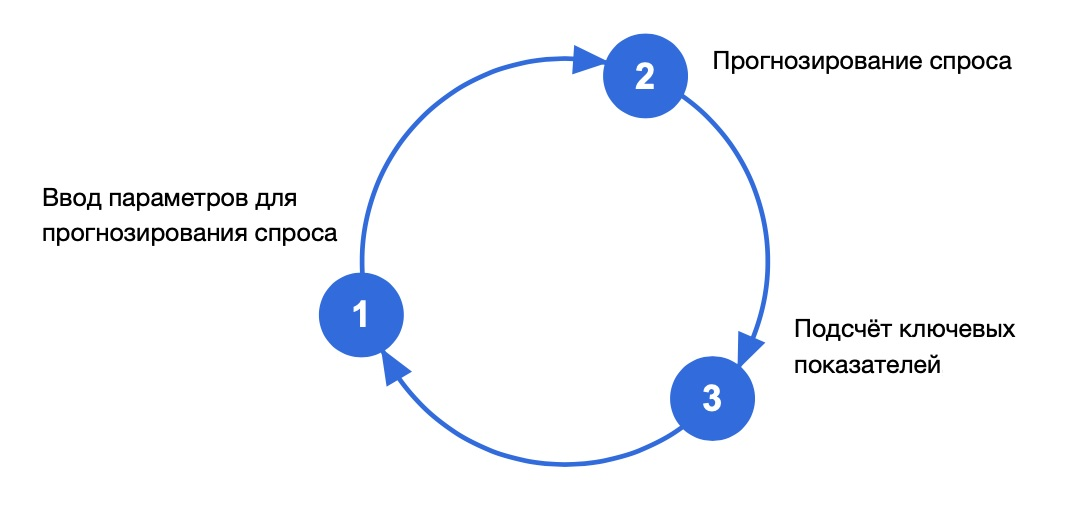 2
Прогнозирование спроса
Ввод параметров для
прогнозирования спроса
1
Подсчёт ключевых
показателей
3